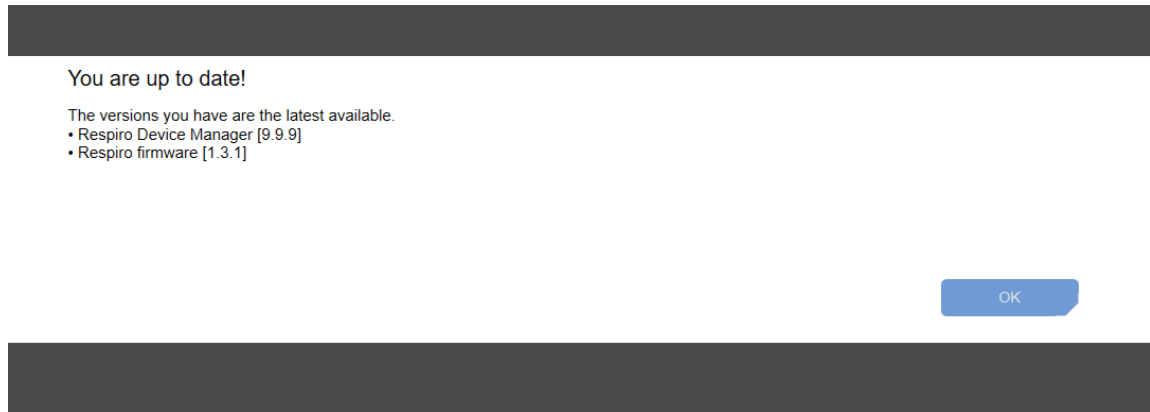 You are up to date!
The versions you have are the latest available.
• Respiro Device Manager [9.9.9]
• Respiro firmware [1.3.1]
OK